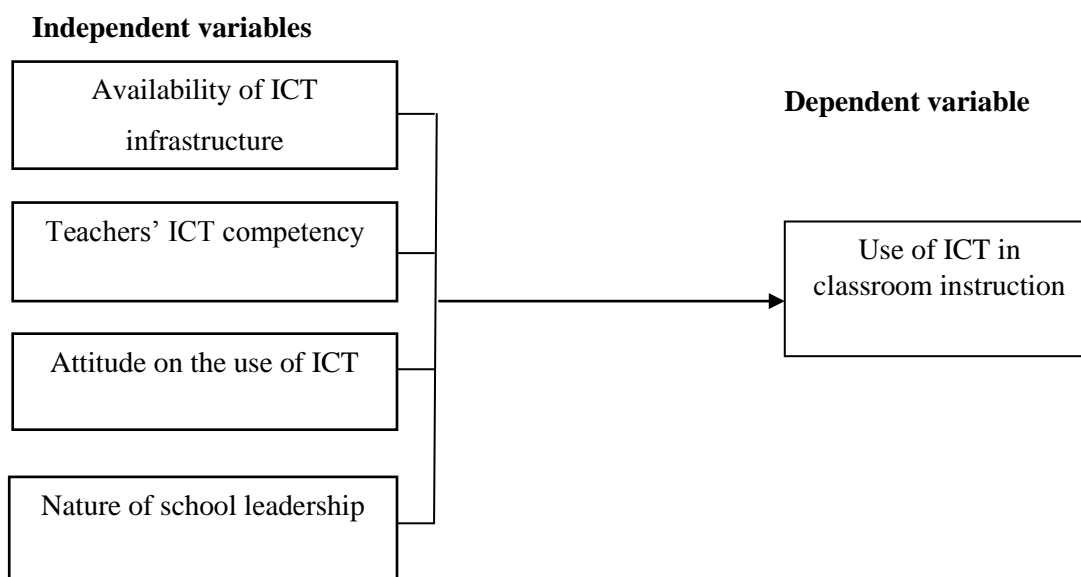 Independent variables
Availability of ICT
infrastructure
Teachers’ ICT competency
Attitude on the use of ICT
Nature of school leadership
Dependent variable
Use of ICT in
classroom instruction